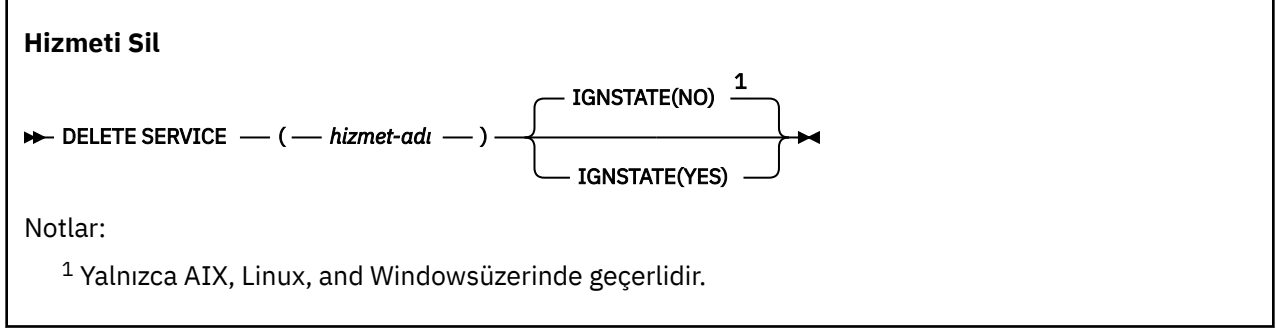 Hizmeti Sil
IGNSTATE(NO) 1
DELETE SERVICE ( hizmet-adı )
IGNSTATE(YES)
Notlar:
1 Yalnızca AIX, Linux, and Windowsüzerinde geçerlidir.